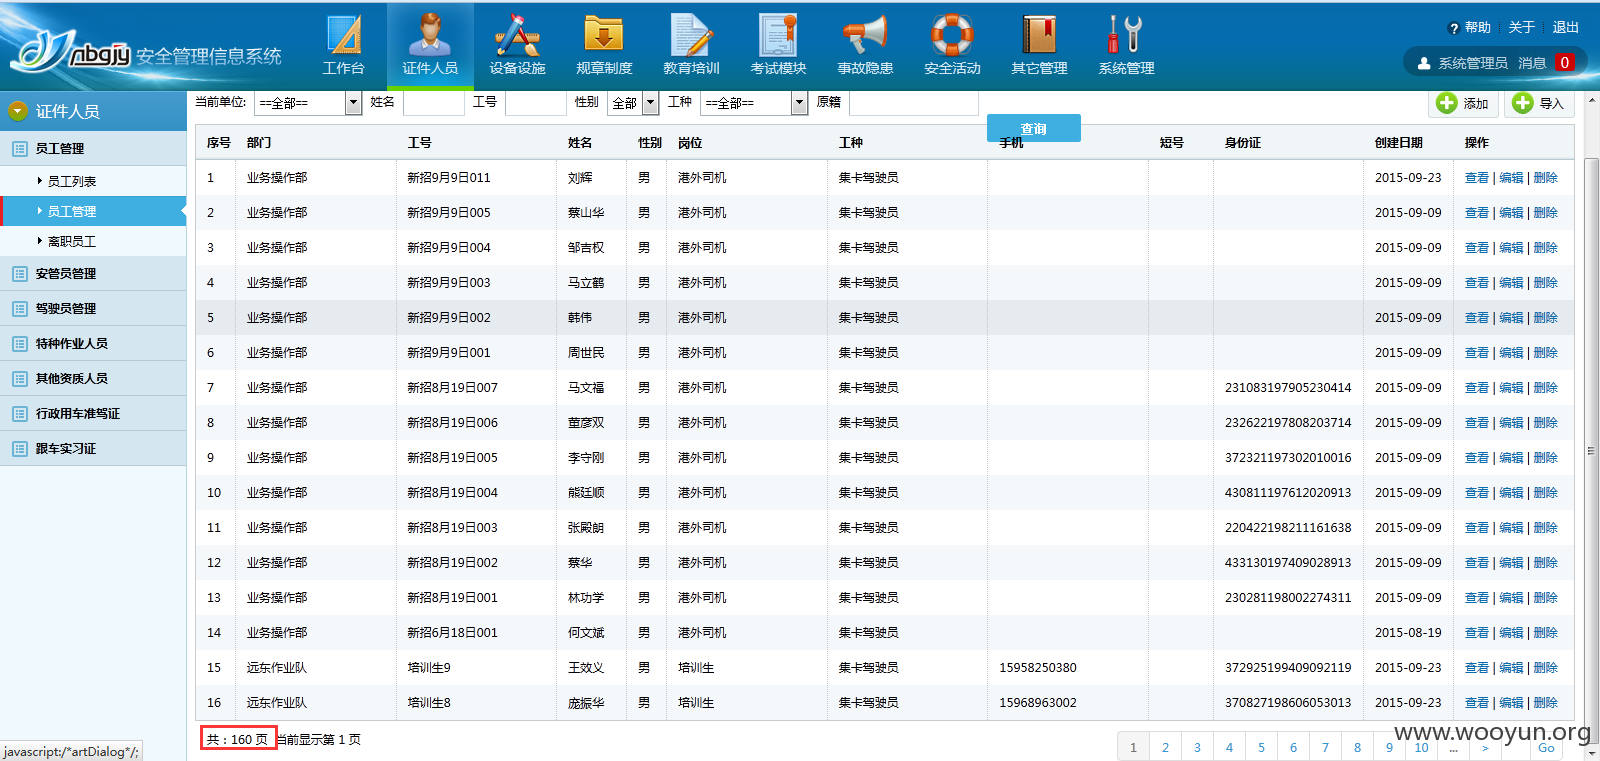 nbgjy 安全管理信息系统
工作台 证件人员 设备设施 规章制度 教育培训 考试模块 事故隐患 安全活动 其它管理 系统管理
帮助 关于 退出
系统管理员 消息 0
证件人员
员工管理
员工列表
员工管理
离职员工
安管员管理
驾驶员管理
特种作业人员
其他资质人员
行政用车准驾证
跟车实习证
当前单位: ==全部== 姓名 工号 性别 全部 工种 ==全部== 原籍
查询
添加 导入
序号 部门 工号 姓名 性别 岗位 工种 手机 短号 身份证 创建日期 操作
1 业务操作部 新招9月9日011 刘辉 男 港外司机 集卡驾驶员 2015-09-23 查看 | 编辑 | 删除
2 业务操作部 新招9月9日005 蔡山华 男 港外司机 集卡驾驶员 2015-09-09 查看 | 编辑 | 删除
3 业务操作部 新招9月9日004 邹吉权 男 港外司机 集卡驾驶员 2015-09-09 查看 | 编辑 | 删除
4 业务操作部 新招9月9日003 马立鹤 男 港外司机 集卡驾驶员 2015-09-09 查看 | 编辑 | 删除
5 业务操作部 新招9月9日002 韩伟 男 港外司机 集卡驾驶员 2015-09-09 查看 | 编辑 | 删除
6 业务操作部 新招9月9日001 周世民 男 港外司机 集卡驾驶员 2015-09-09 查看 | 编辑 | 删除
7 业务操作部 新招8月19日007 马文福 男 港外司机 集卡驾驶员 231083197905230414 2015-09-09 查看 | 编辑 | 删除
8 业务操作部 新招8月19日006 董彦双 男 港外司机 集卡驾驶员 232622197808203714 2015-09-09 查看 | 编辑 | 删除
9 业务操作部 新招8月19日005 李守刚 男 港外司机 集卡驾驶员 372321197302010016 2015-09-09 查看 | 编辑 | 删除
10 业务操作部 新招8月19日004 熊廷顺 男 港外司机 集卡驾驶员 430811197612020913 2015-09-09 查看 | 编辑 | 删除
11 业务操作部 新招8月19日003 张殿朗 男 港外司机 集卡驾驶员 220422198211161638 2015-09-09 查看 | 编辑 | 删除
12 业务操作部 新招8月19日002 蔡华 男 港外司机 集卡驾驶员 433130197409028913 2015-09-09 查看 | 编辑 | 删除
13 业务操作部 新招8月19日001 林功学 男 港外司机 集卡驾驶员 230281198002274311 2015-09-09 查看 | 编辑 | 删除
14 业务操作部 新招6月18日001 何文斌 男 港外司机 集卡驾驶员 2015-08-19 查看 | 编辑 | 删除
15 远东作业队 培训生9 王效义 男 培训生 集卡驾驶员 15958250380 372925199409092119 2015-09-23 查看 | 编辑 | 删除
16 远东作业队 培训生8 庞振华 男 培训生 集卡驾驶员 15968963002 370827198606053013 2015-09-23 查看 | 编辑 | 删除
共 : 160 页 当前显示第 1 页
1 2 3 4 5 6 7 8 9 10 ... > Go
www.wooyun.org
javascript:/*artDialog*/;